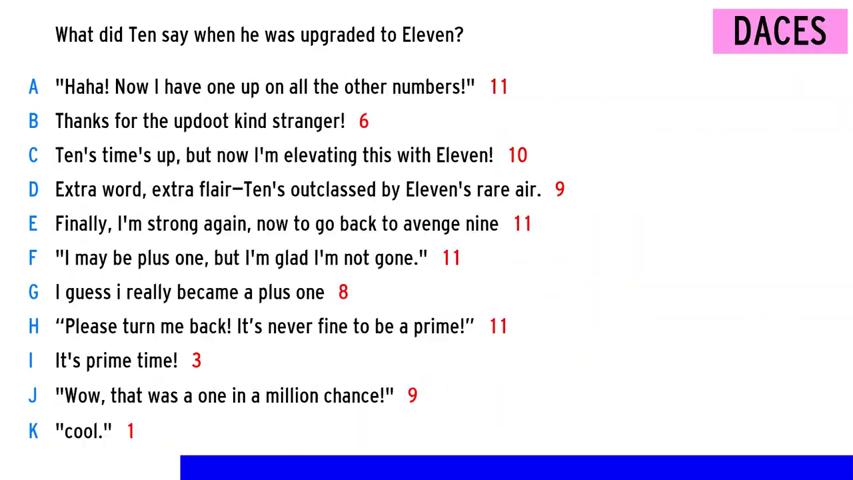 What did Ten say when he was upgraded to Eleven?
DACES
A "Haha! Now I have one up on all the other numbers!" 11
B Thanks for the updoot kind stranger! 6
C Ten's time's up, but now I'm elevating this with Eleven! 10
D Extra word, extra flair—Ten's outclassed by Eleven's rare air. 9
E Finally, I'm strong again, now to go back to avenge nine 11
F "I may be plus one, but I'm glad I'm not gone." 11
G I guess i really became a plus one 8
H “Please turn me back! It’s never fine to be a prime!” 11
I It's prime time! 3
J "Wow, that was a one in a million chance!" 9
K "cool." 1